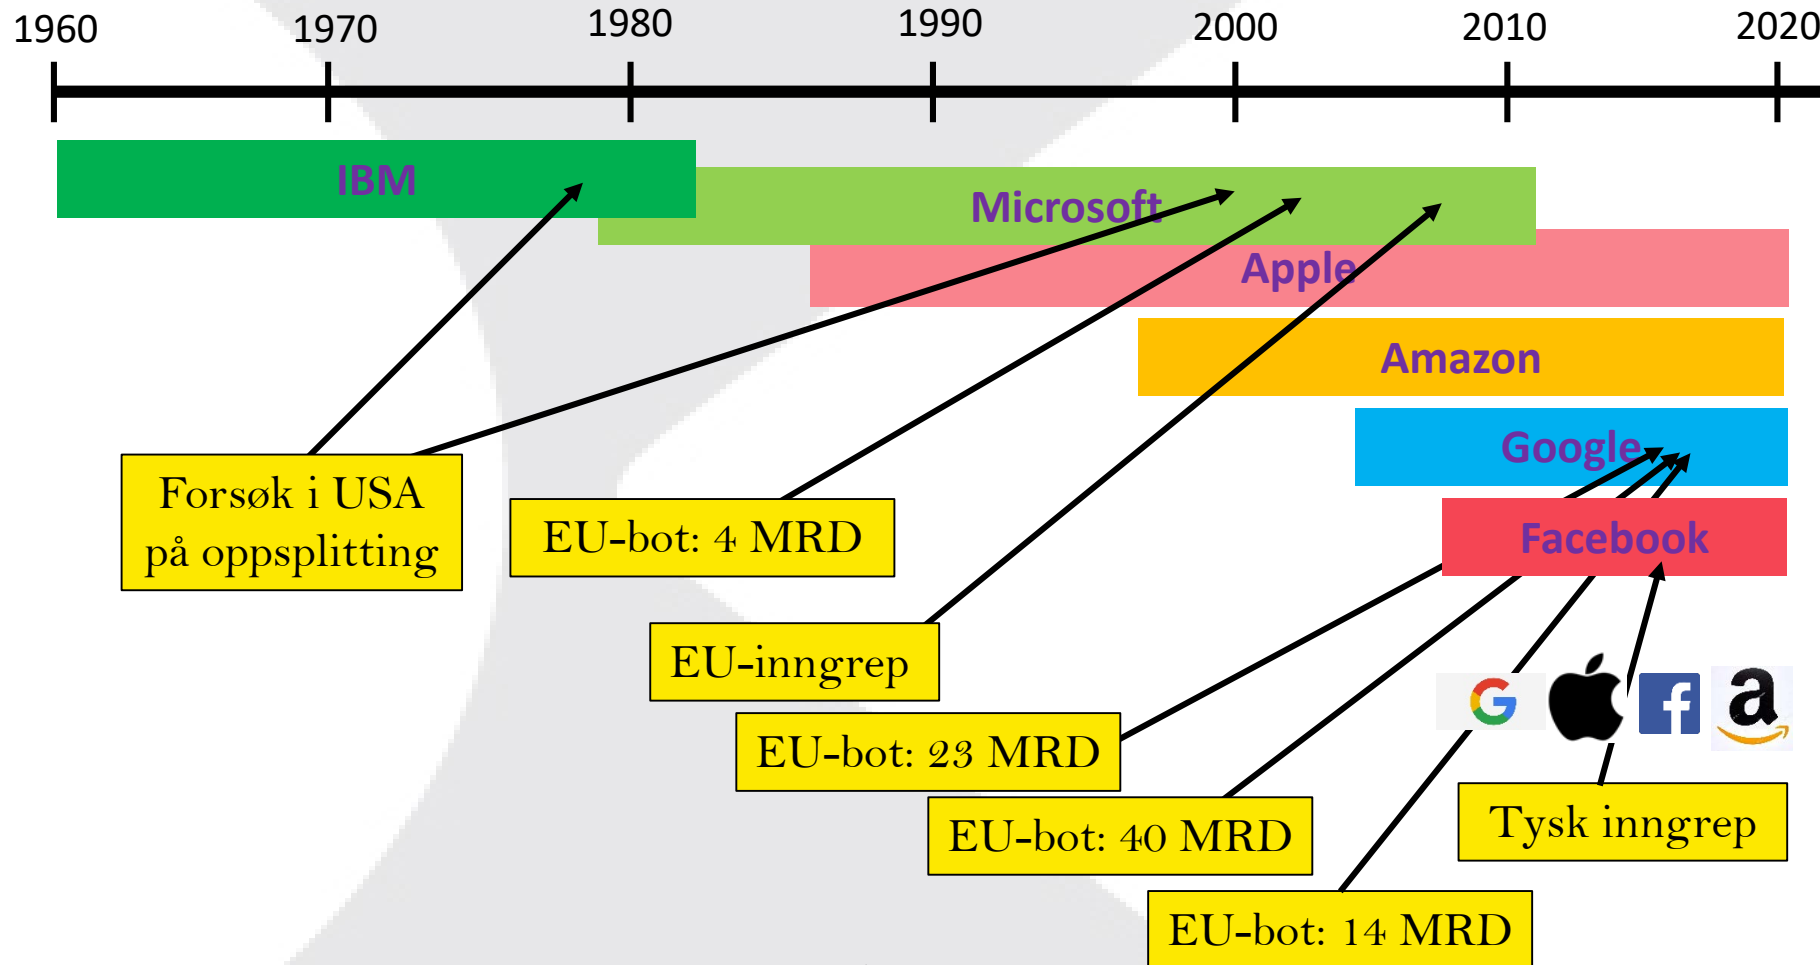 1960 1970 1980 1990 2000 2010 2020
IBM
Microsoft
Apple
Amazon
Google
Facebook
Forsøk i USA
på oppsplitting
EU-bot: 4 MRD
EU-inngrep
EU-bot: 23 MRD
EU-bot: 40 MRD
Tysk inngrep
EU-bot: 14 MRD